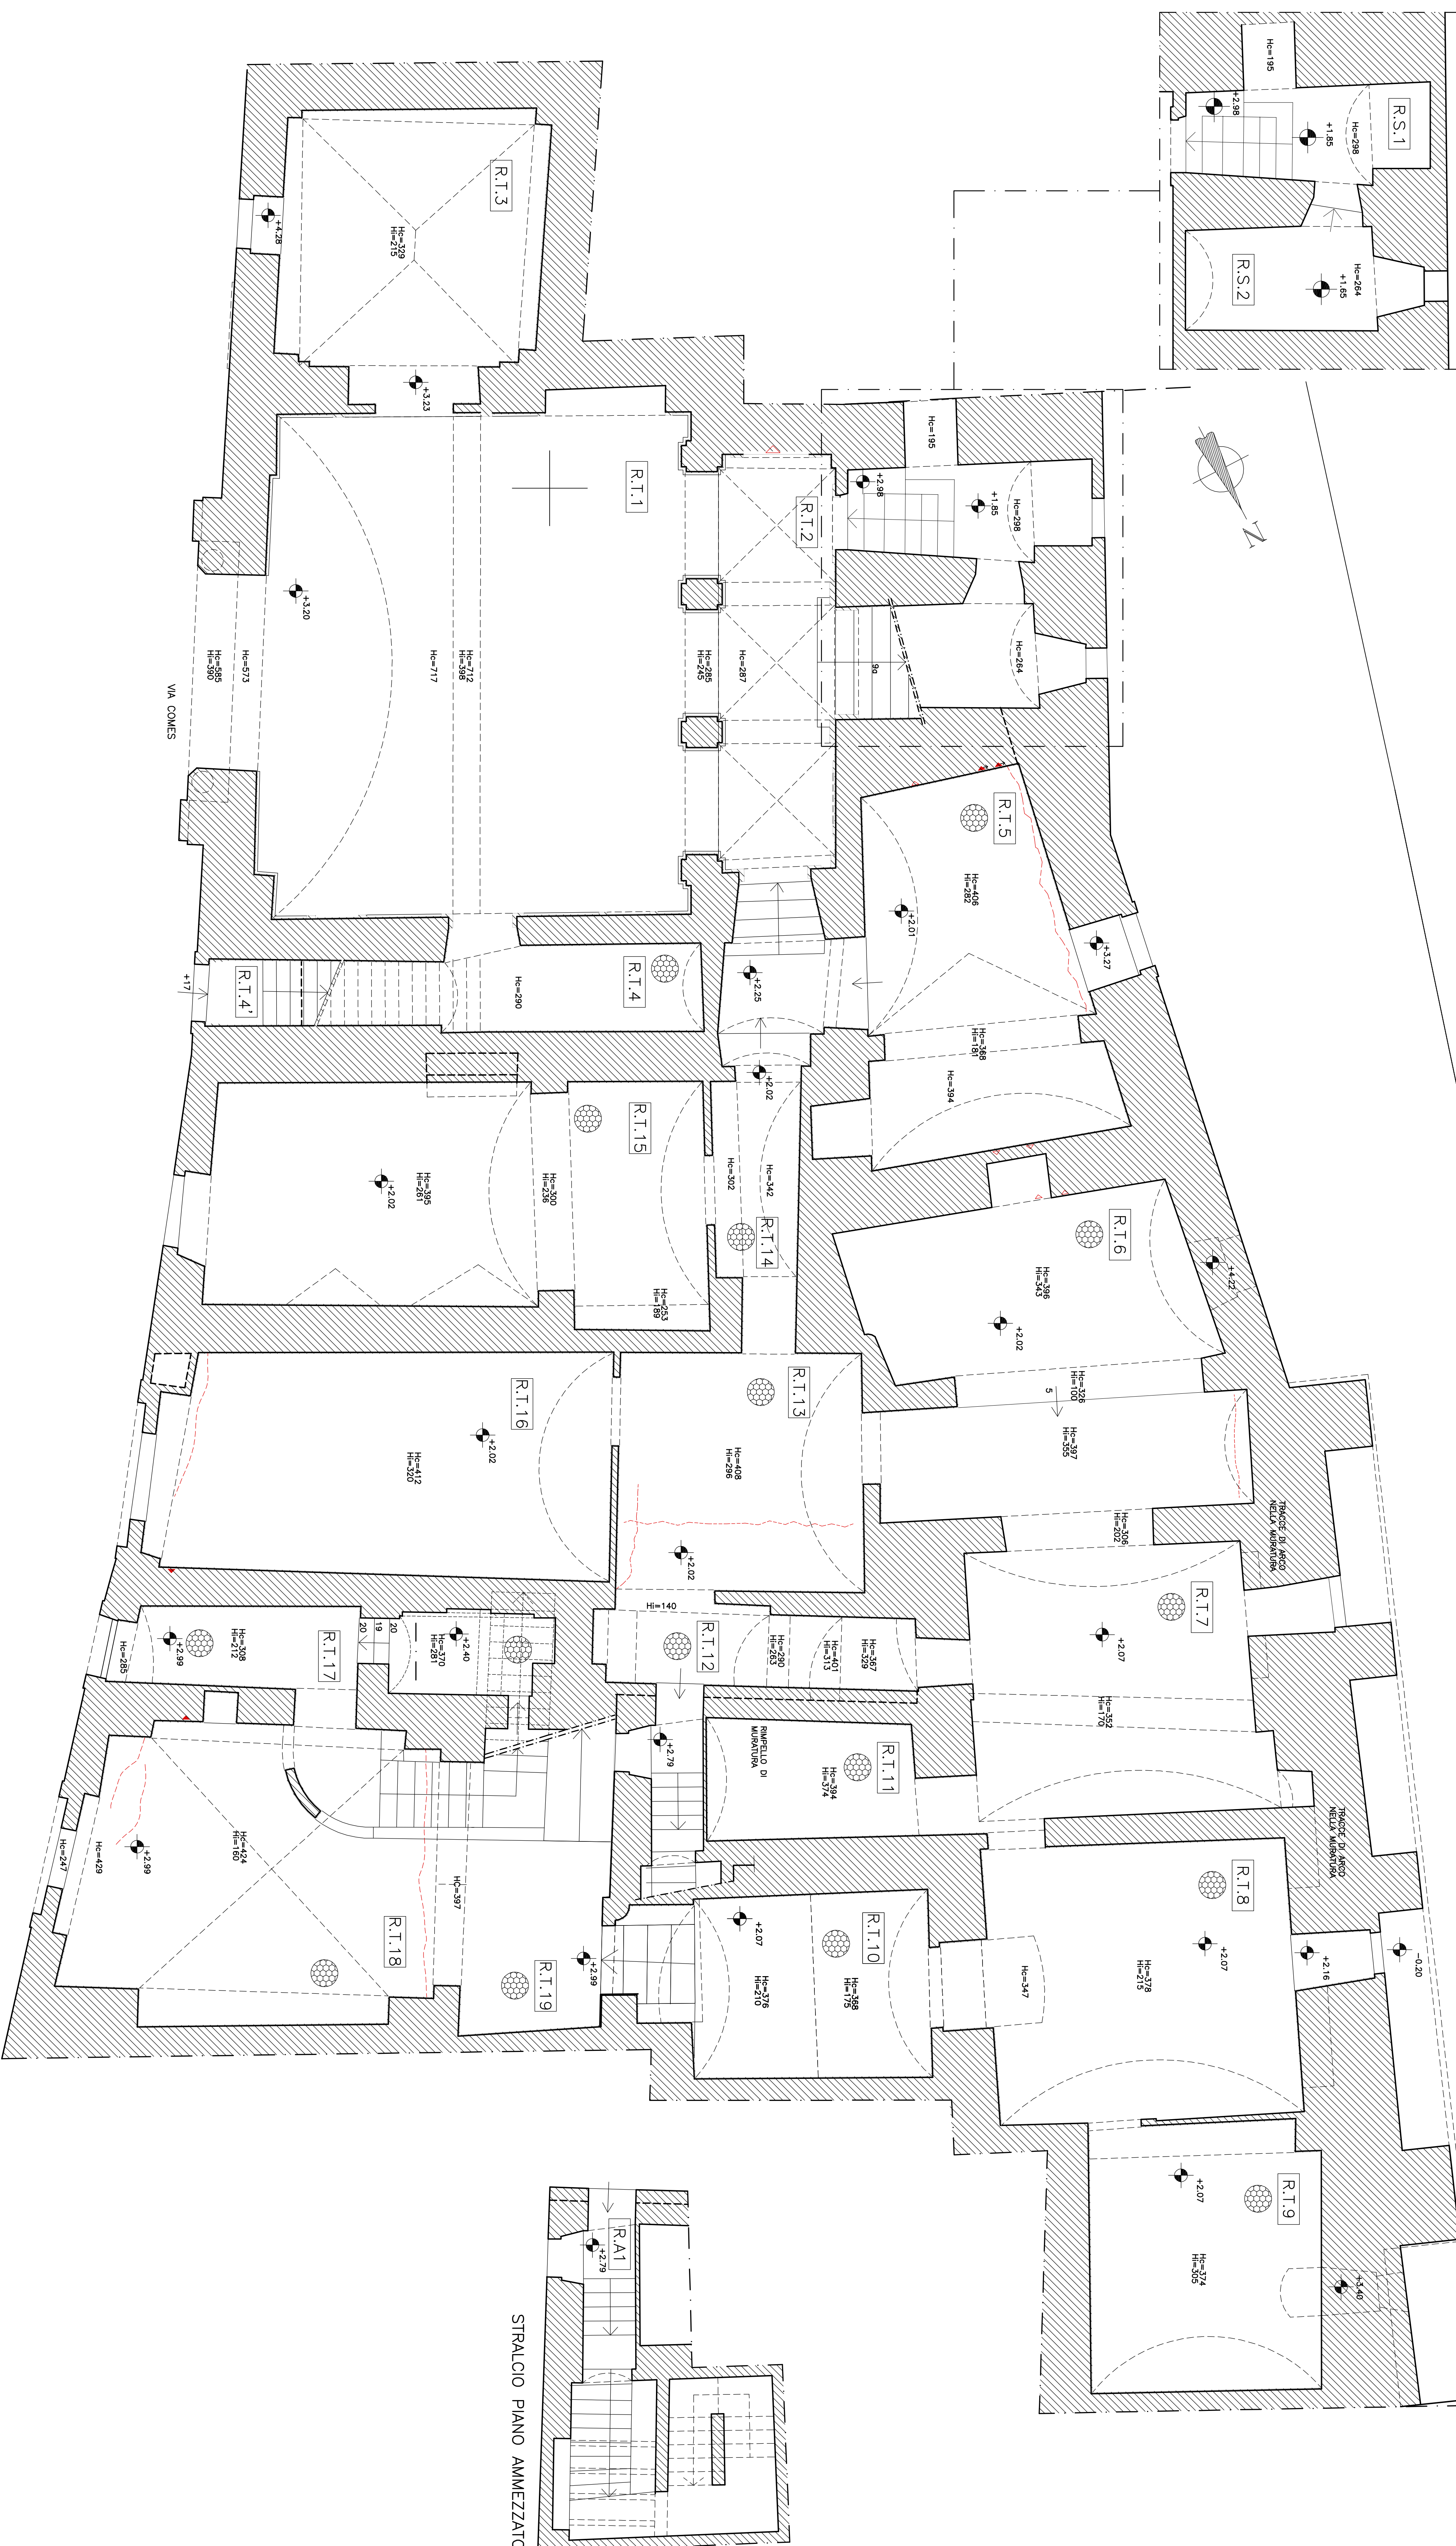 R.S.1
Hc=195
Hc=298
+1.85
+2.98
R.S.2
Hc=264
+1.65
N
R.T.3
Hc=329
Hi=215
+4.28
+3.23
R.T.1
+3.20
Hc=717
Hc=712
Hi=398
Hc=573
Hc=585
Hi=390
VIA COMES
R.T.2
Hc=285
Hi=245
Hc=287
Hc=195
+2.98
+1.85
Hc=298
9a
Hc=264
R.T.5
Hc=406
Hi=282
+2.01
+3.27
Hc=368
Hi=181
Hc=394
R.T.4
Hc=290
R.T.4'
+17
+2.25
+2.02
R.T.15
Hc=395
Hi=261
+2.02
Hc=300
Hi=236
Hc=253
Hi=189
R.T.14
Hc=302
Hc=342
R.T.6
Hc=396
Hi=343
+2.02
+4.22
Hc=326
Hi=100
5
Hc=397
Hi=355
R.T.13
Hc=408
Hi=296
+2.02
R.T.16
Hc=412
Hi=320
+2.02
Hc=306
Hi=202
TRACCE DI ARCO
NELLA MURATURA
R.T.7
+2.07
Hc=352
Hi=170
R.T.12
Hi=140
Hc=290
Hi=263
Hc=401
Hi=313
Hc=367
Hi=329
R.T.17
Hc=308
Hi=212
+2.99
Hc=285
20
19
20
Hc=370
Hi=281
+2.40
+2.79
RIMPELLO DI
MURATURA
R.T.11
Hc=394
Hi=374
TRACCE DI ARCO
NELLA MURATURA
R.T.8
Hc=378
Hi=215
+2.07
+2.16
-0.20
Hc=347
R.T.10
Hc=368
Hi=175
Hc=376
Hi=210
+2.07
R.T.18
Hc=424
Hi=160
+2.99
Hc=429
Hc=247
HC=397
R.T.19
+2.99
R.T.9
Hc=374
Hi=305
+2.07
+3.40
R.A1
+2.79
STRALCIO PIANO AMMEZZATO